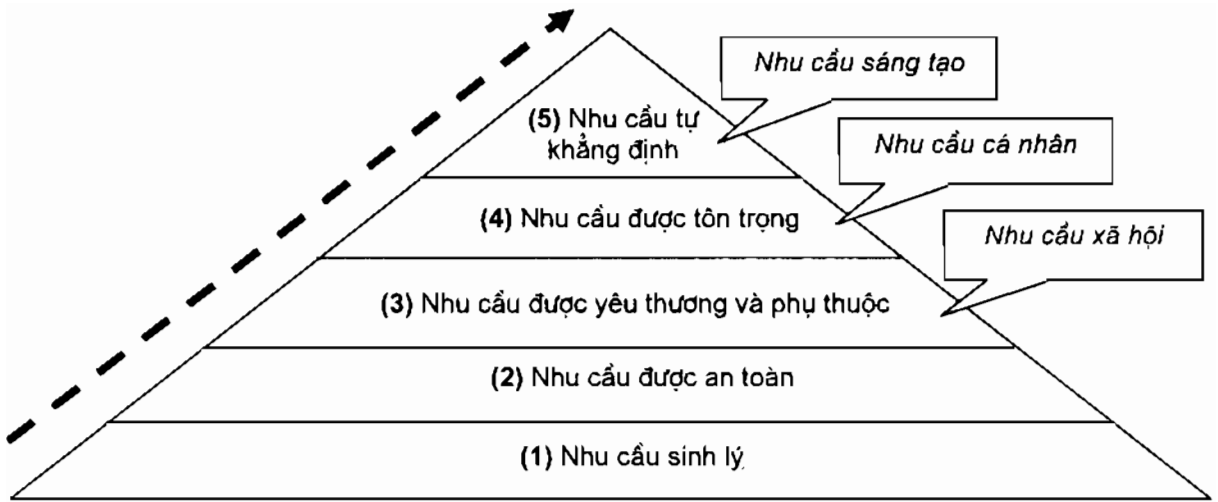 Nhu cầu sáng tạo
(5) Nhu cầu tự
khẳng định
Nhu cầu cá nhân
(4) Nhu cầu được tôn trọng
Nhu cầu xã hội
(3) Nhu cầu được yêu thương và phụ thuộc
(2) Nhu cầu được an toàn
(1) Nhu cầu sinh lý